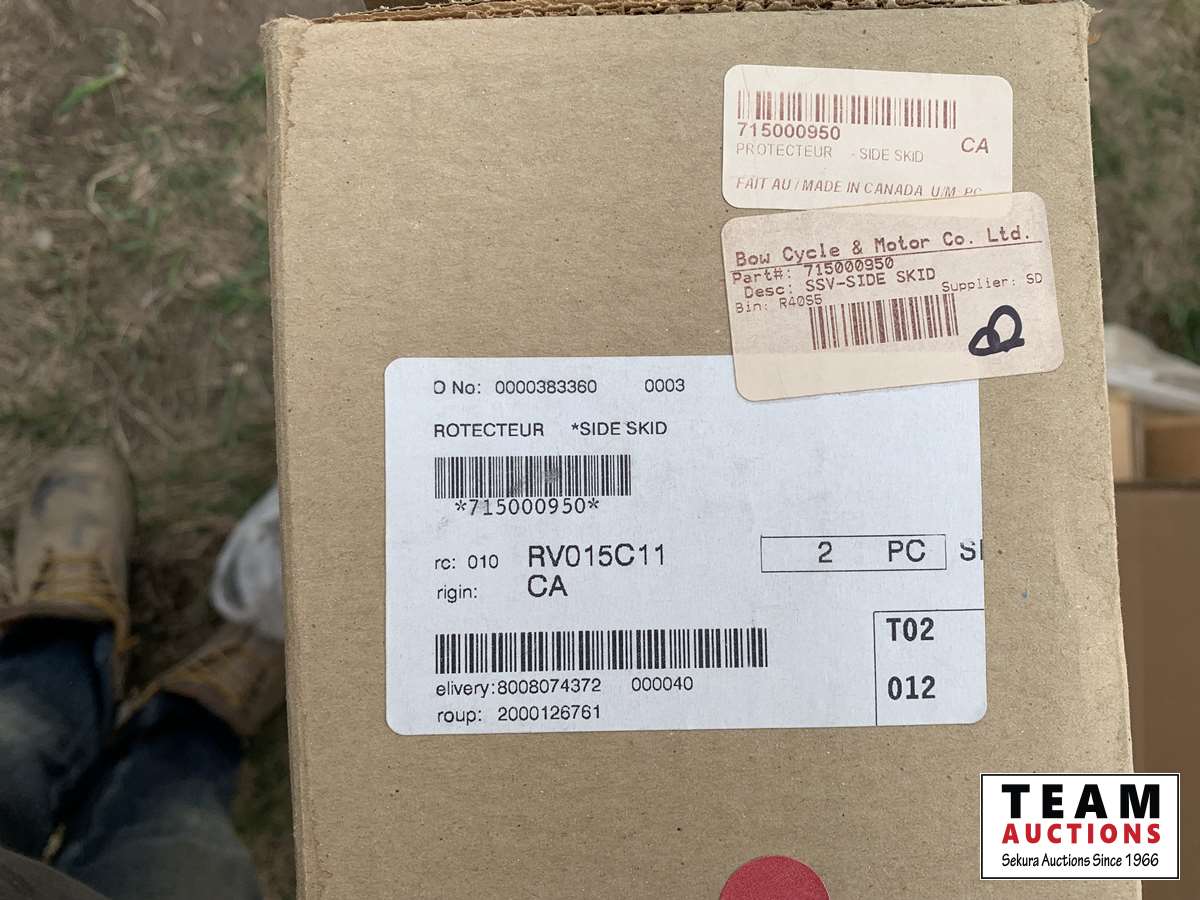 715000950
PROTECTEUR - SIDE SKID CA
FAIT AU / MADE IN CANADA U/M PC
Bow Cycle & Motor Co. Ltd.
Part#: 715000950
Desc: SSV-SIDE SKID
Bin: R40S5 Supplier: SD
O No: 0000383360 0003
ROTECTEUR *SIDE SKID
*715000950*
rc: 010 RV015C11 2 PC
rigin: CA
T02
012
elivery:8008074372 000040
roup: 2000126761
TEAM
AUCTIONS
Sekura Auctions Since 1966